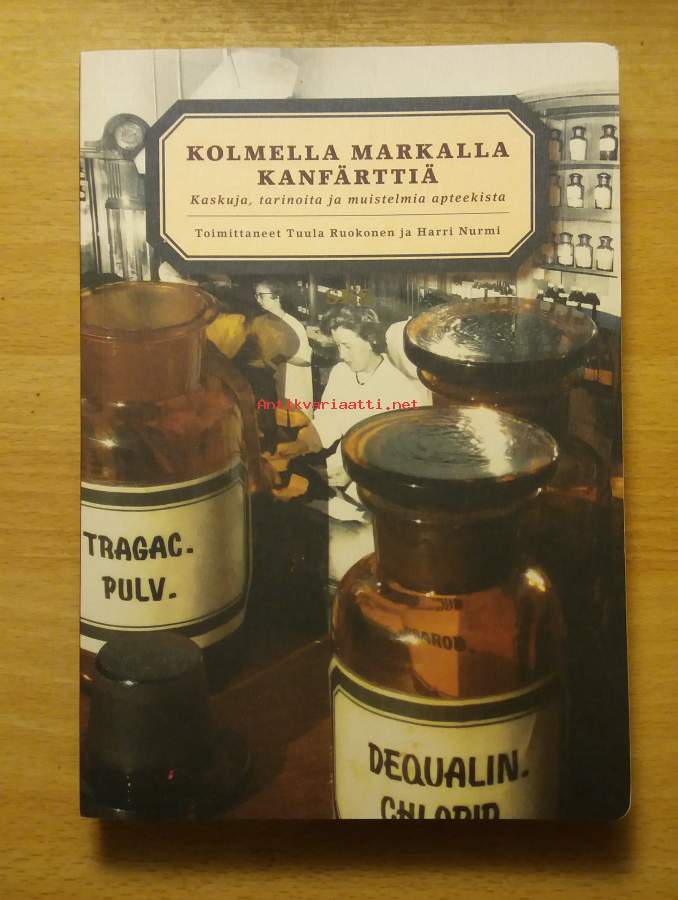 KOLMELLA MARKALLA
KANFÄRTTIÄ
Kaskuja, tarinoita ja muistelmia apteekista
Toimittaneet Tuula Ruokonen ja Harri Nurmi
Antikvariaatti.net
TRAGAC.
PULV.
DEQUALIN.
CHLORID.